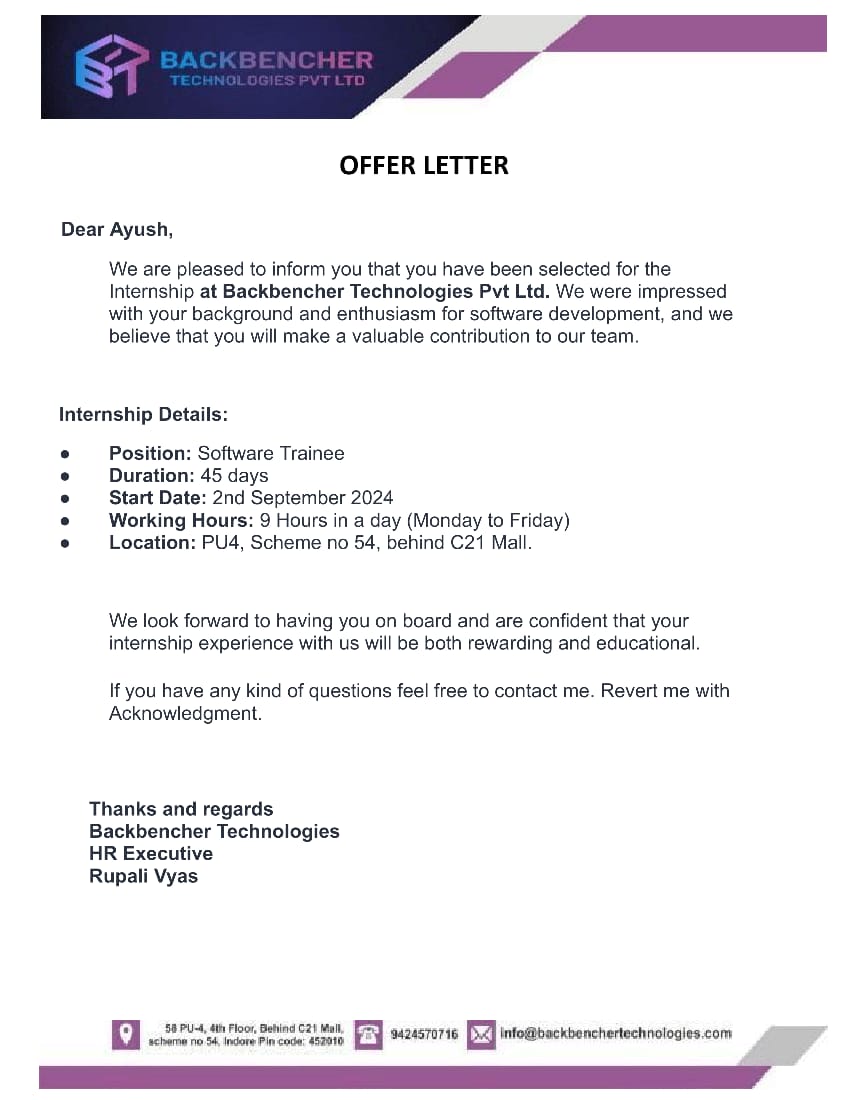 BACKBENCHER
TECHNOLOGIES PVT LTD
OFFER LETTER
Dear Ayush,
We are pleased to inform you that you have been selected for the
Internship at Backbencher Technologies Pvt Ltd. We were impressed
with your background and enthusiasm for software development, and we
believe that you will make a valuable contribution to our team.
Internship Details:
● Position: Software Trainee
● Duration: 45 days
● Start Date: 2nd September 2024
● Working Hours: 9 Hours in a day (Monday to Friday)
● Location: PU4, Scheme no 54, behind C21 Mall.
We look forward to having you on board and are confident that your
internship experience with us will be both rewarding and educational.
If you have any kind of questions feel free to contact me. Revert me with
Acknowledgment.
Thanks and regards
Backbencher Technologies
HR Executive
Rupali Vyas
58 PU-4, 4th Floor, Behind C21 Mall,
scheme no 54, Indore Pin code: 452010
9424570716
info@backbenchertechnologies.com